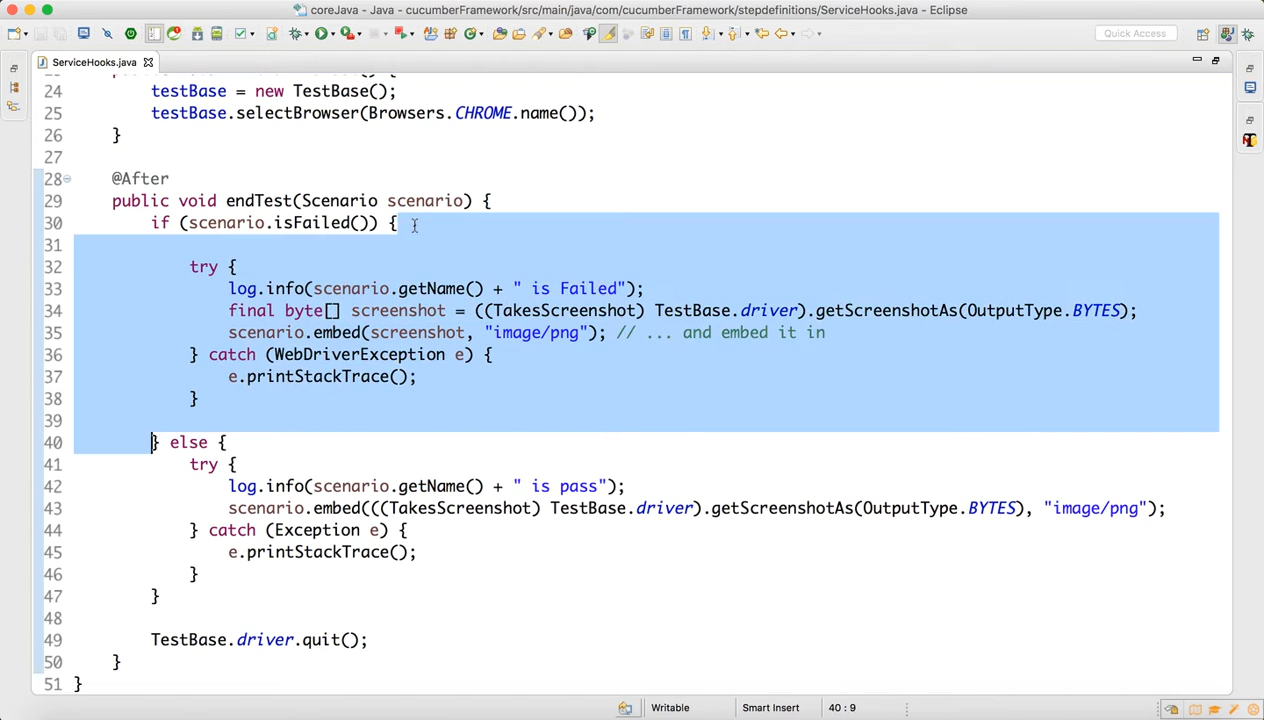 coreJava - Java - cucumberFramework/src/main/java/com/cucumberFramework/stepdefinitions/ServiceHooks.java - Eclipse
Quick Access
ServiceHooks.java
24 testBase = new TestBase();
25 testBase.selectBrowser(Browsers.CHROME.name());
26 }
27
28 @After
29 public void endTest(Scenario scenario) {
30 if (scenario.isFailed()) {
31
32 try {
33 log.info(scenario.getName() + " is Failed");
34 final byte[] screenshot = ((TakesScreenshot) TestBase.driver).getScreenshotAs(OutputType.BYTES);
35 scenario.embed(screenshot, "image/png"); // ... and embed it in
36 } catch (WebDriverException e) {
37 e.printStackTrace();
38 }
39
40 } else {
41 try {
42 log.info(scenario.getName() + " is pass");
43 scenario.embed(((TakesScreenshot) TestBase.driver).getScreenshotAs(OutputType.BYTES), "image/png");
44 } catch (Exception e) {
45 e.printStackTrace();
46 }
47 }
48
49 TestBase.driver.quit();
50 }
51 }
Writable Smart Insert 40 : 9